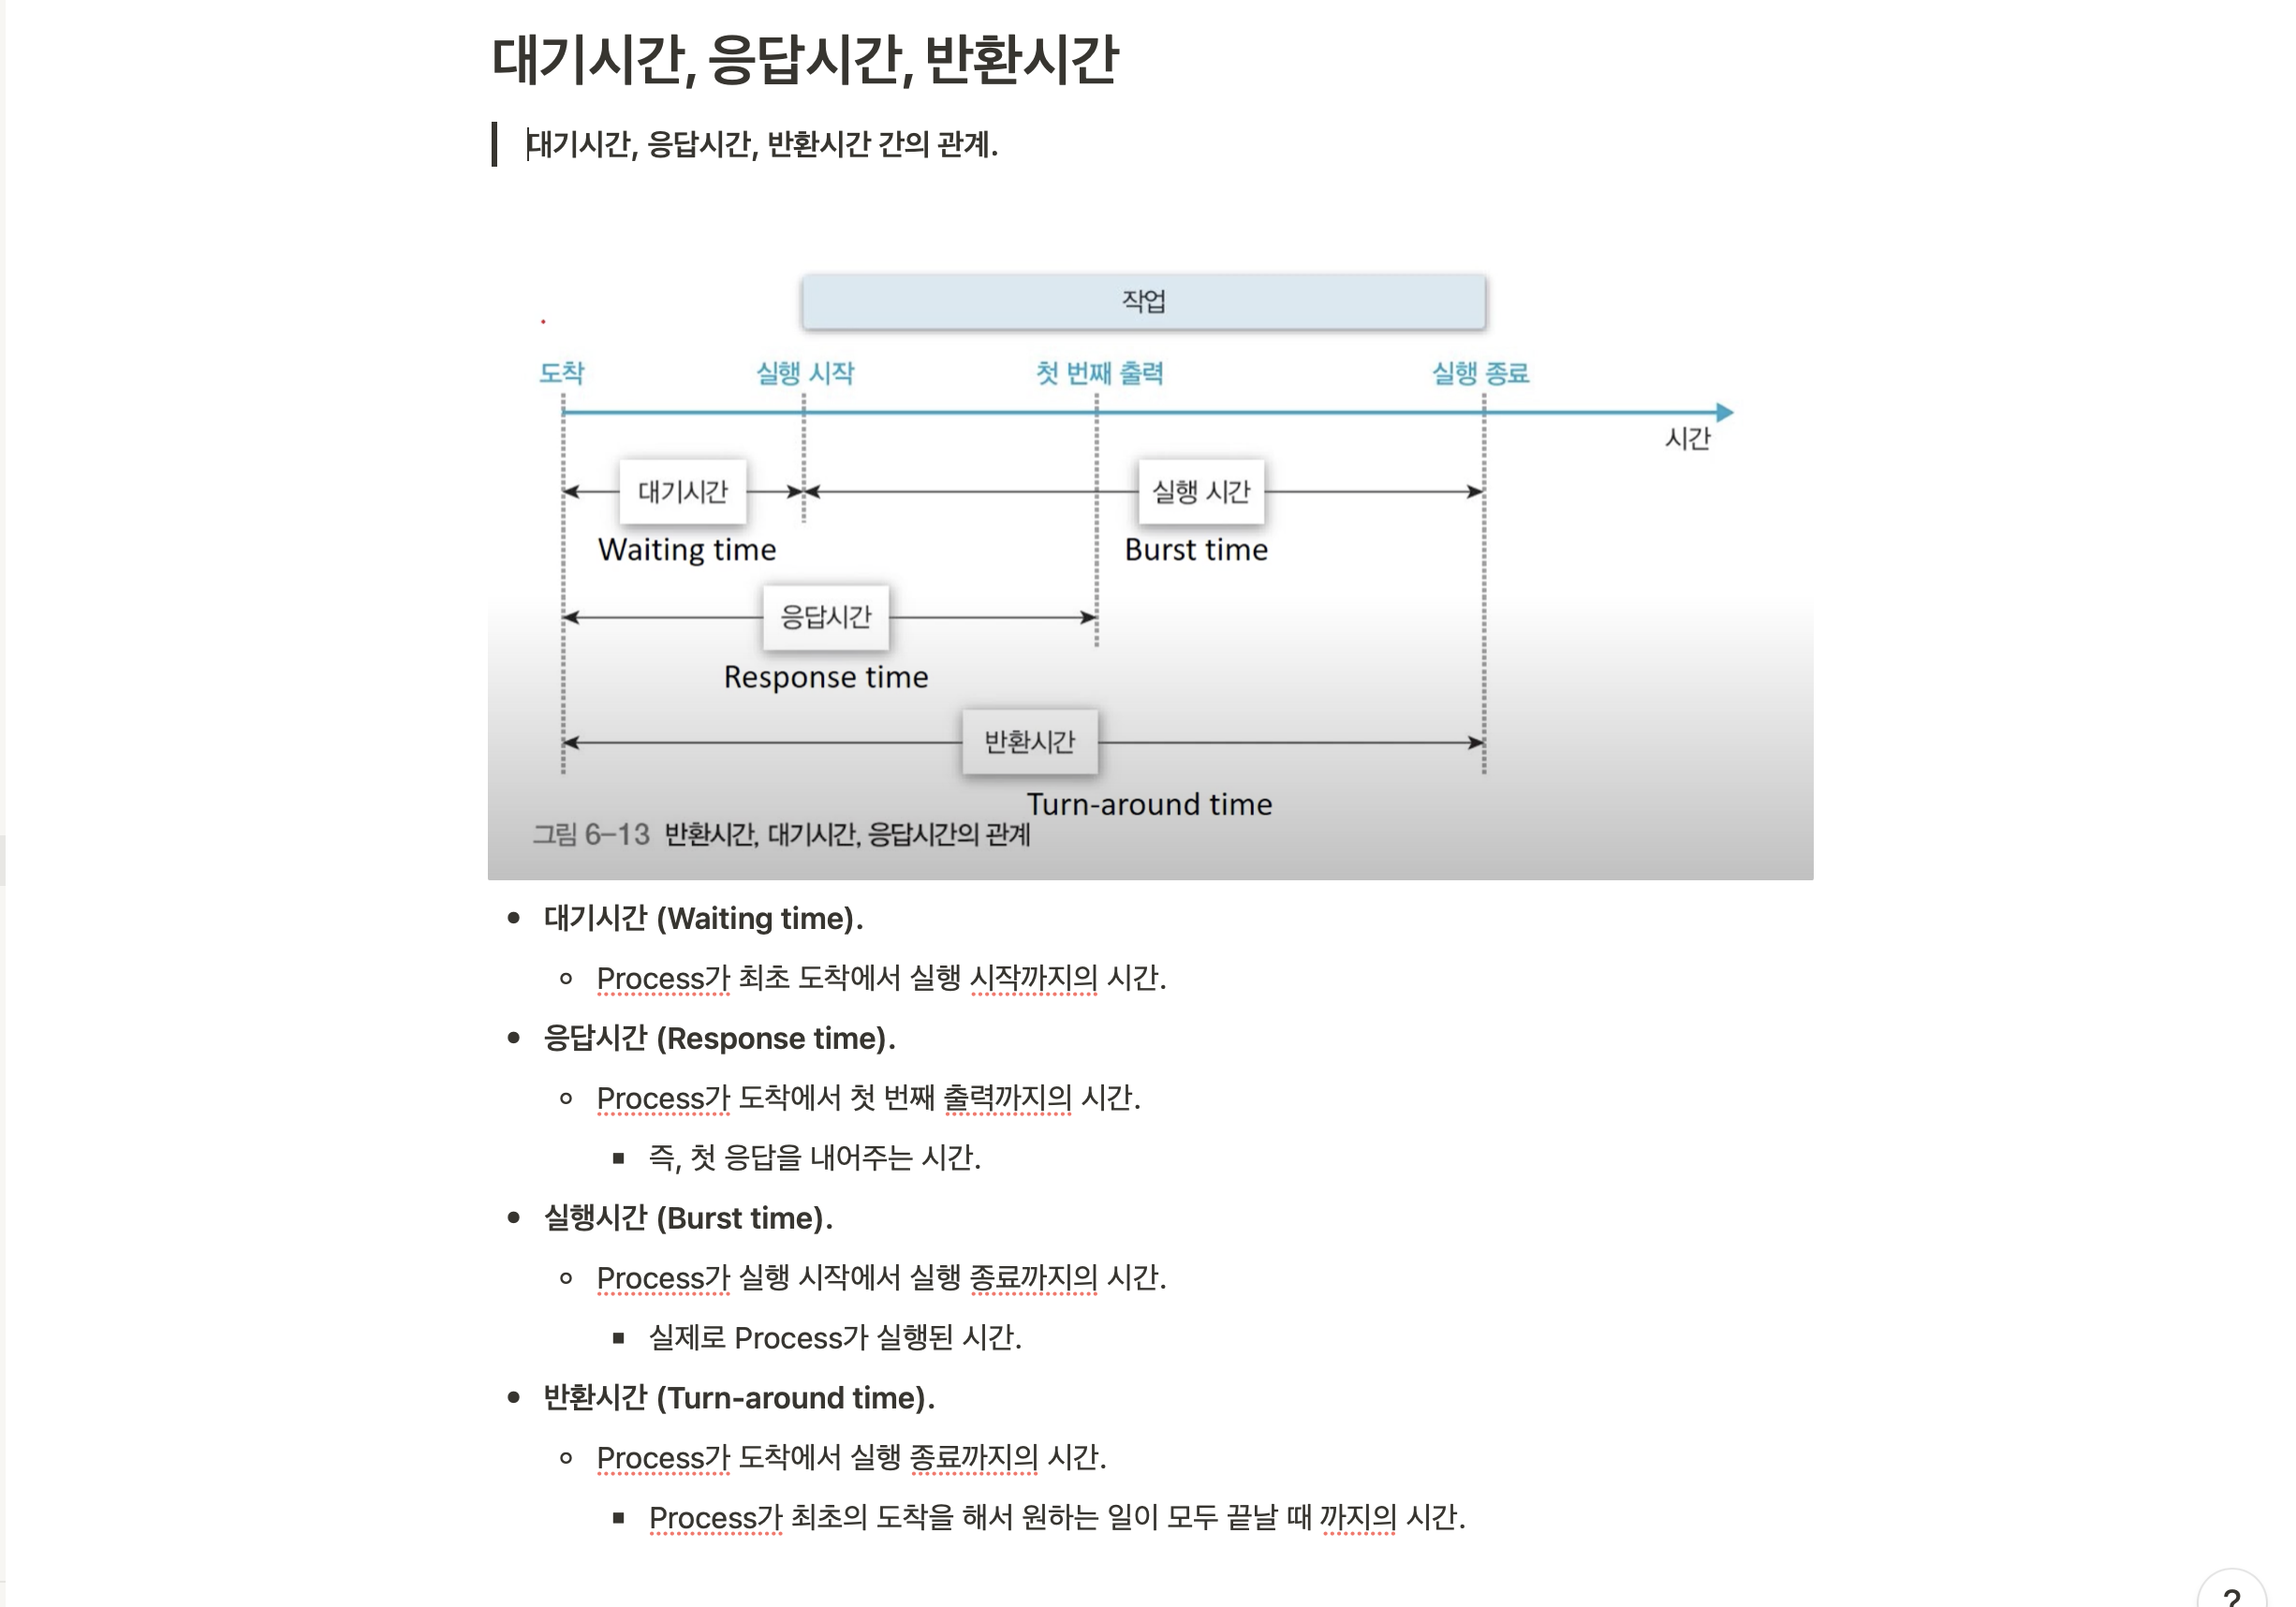 대기시간, 응답시간, 반환시간
대기시간, 응답시간, 반환시간 간의 관계.
작업
도착 실행 시작 첫 번째 출력 실행 종료
시간
대기시간 실행 시간
Waiting time Burst time
응답시간
Response time
반환시간
Turn-around time
그림 6-13 반환시간, 대기시간, 응답시간의 관계
대기시간 (Waiting time).
Process가 최초 도착에서 실행 시작까지의 시간.
응답시간 (Response time).
Process가 도착에서 첫 번째 출력까지의 시간.
즉, 첫 응답을 내어주는 시간.
실행시간 (Burst time).
Process가 실행 시작에서 실행 종료까지의 시간.
실제로 Process가 실행된 시간.
반환시간 (Turn-around time).
Process가 도착에서 실행 종료까지의 시간.
Process가 최초의 도착을 해서 원하는 일이 모두 끝날 때 까지의 시간.
?